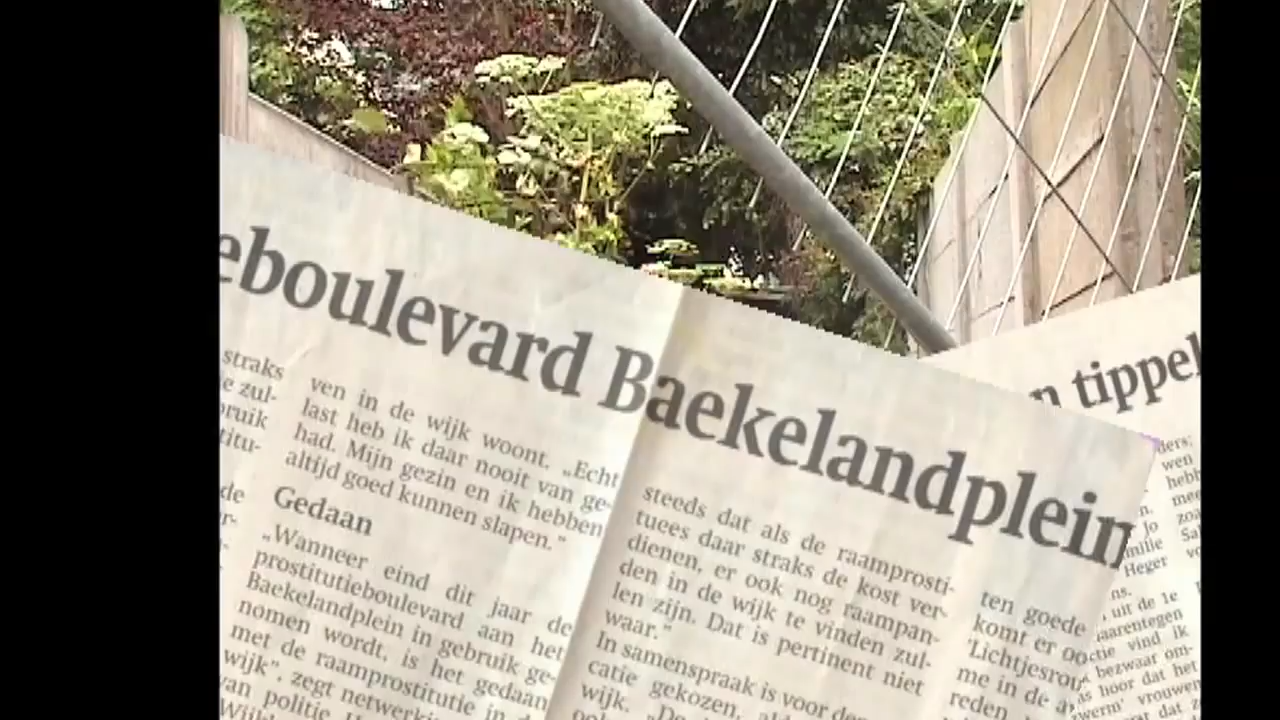 eboulevard Baekelandplein
straks
e zul-
bruik
titu-
de
ven in de wijk woont. „Echt
last heb ik daar nooit van ge-
had. Mijn gezin en ik hebben
altijd goed kunnen slapen.”
Gedaan
„Wanneer eind dit jaar de
prostitutieboulevard aan het
Baekelandplein in gebruik ge-
nomen wordt, is het gedaan
met de raamprostitutie in de
wijk”, zegt
van politie
steeds dat als de raamprosti-
tuees daar straks de kost ver-
dienen, er ook nog raampan-
den in de wijk te vinden zul-
len zijn. Dat is pertinent niet
waar.”
In samenspraak is voor
catie gekozen,
wijk. „De
ten goede
komt er
'Lichtjesrou
me in de
reden
n tippel
ders;
wen
hebb
mee
zoa
Jo
milie Sa
Heger
ns.
uit de 1e
aarentegen
ctie vind ik
bezwaar om-
as hoor dat het
werm' vrouwen